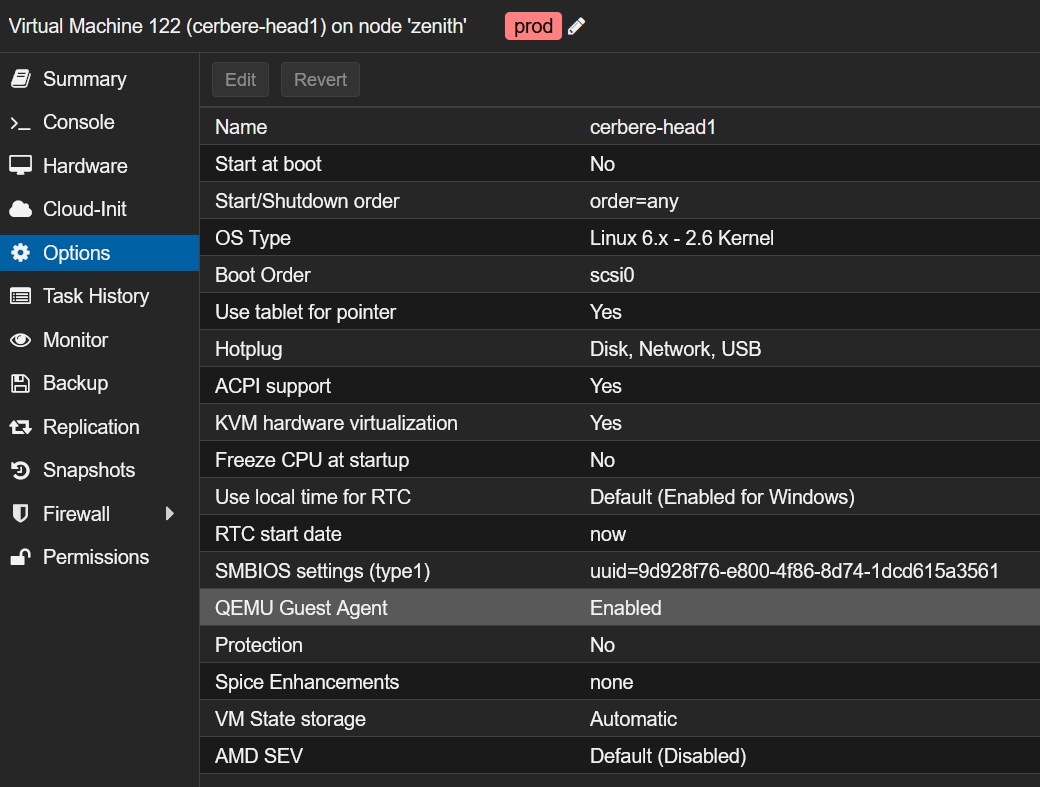 Virtual Machine 122 (cerbere-head1) on node 'zenith' prod
Summary
Console
Hardware
Cloud-Init
Options
Task History
Monitor
Backup
Replication
Snapshots
Firewall
Permissions
Edit Revert
Name cerbere-head1
Start at boot No
Start/Shutdown order order=any
OS Type Linux 6.x - 2.6 Kernel
Boot Order scsi0
Use tablet for pointer Yes
Hotplug Disk, Network, USB
ACPI support Yes
KVM hardware virtualization Yes
Freeze CPU at startup No
Use local time for RTC Default (Enabled for Windows)
RTC start date now
SMBIOS settings (type1) uuid=9d928f76-e800-4f86-8d74-1dcd615a3561
QEMU Guest Agent Enabled
Protection No
Spice Enhancements none
VM State storage Automatic
AMD SEV Default (Disabled)